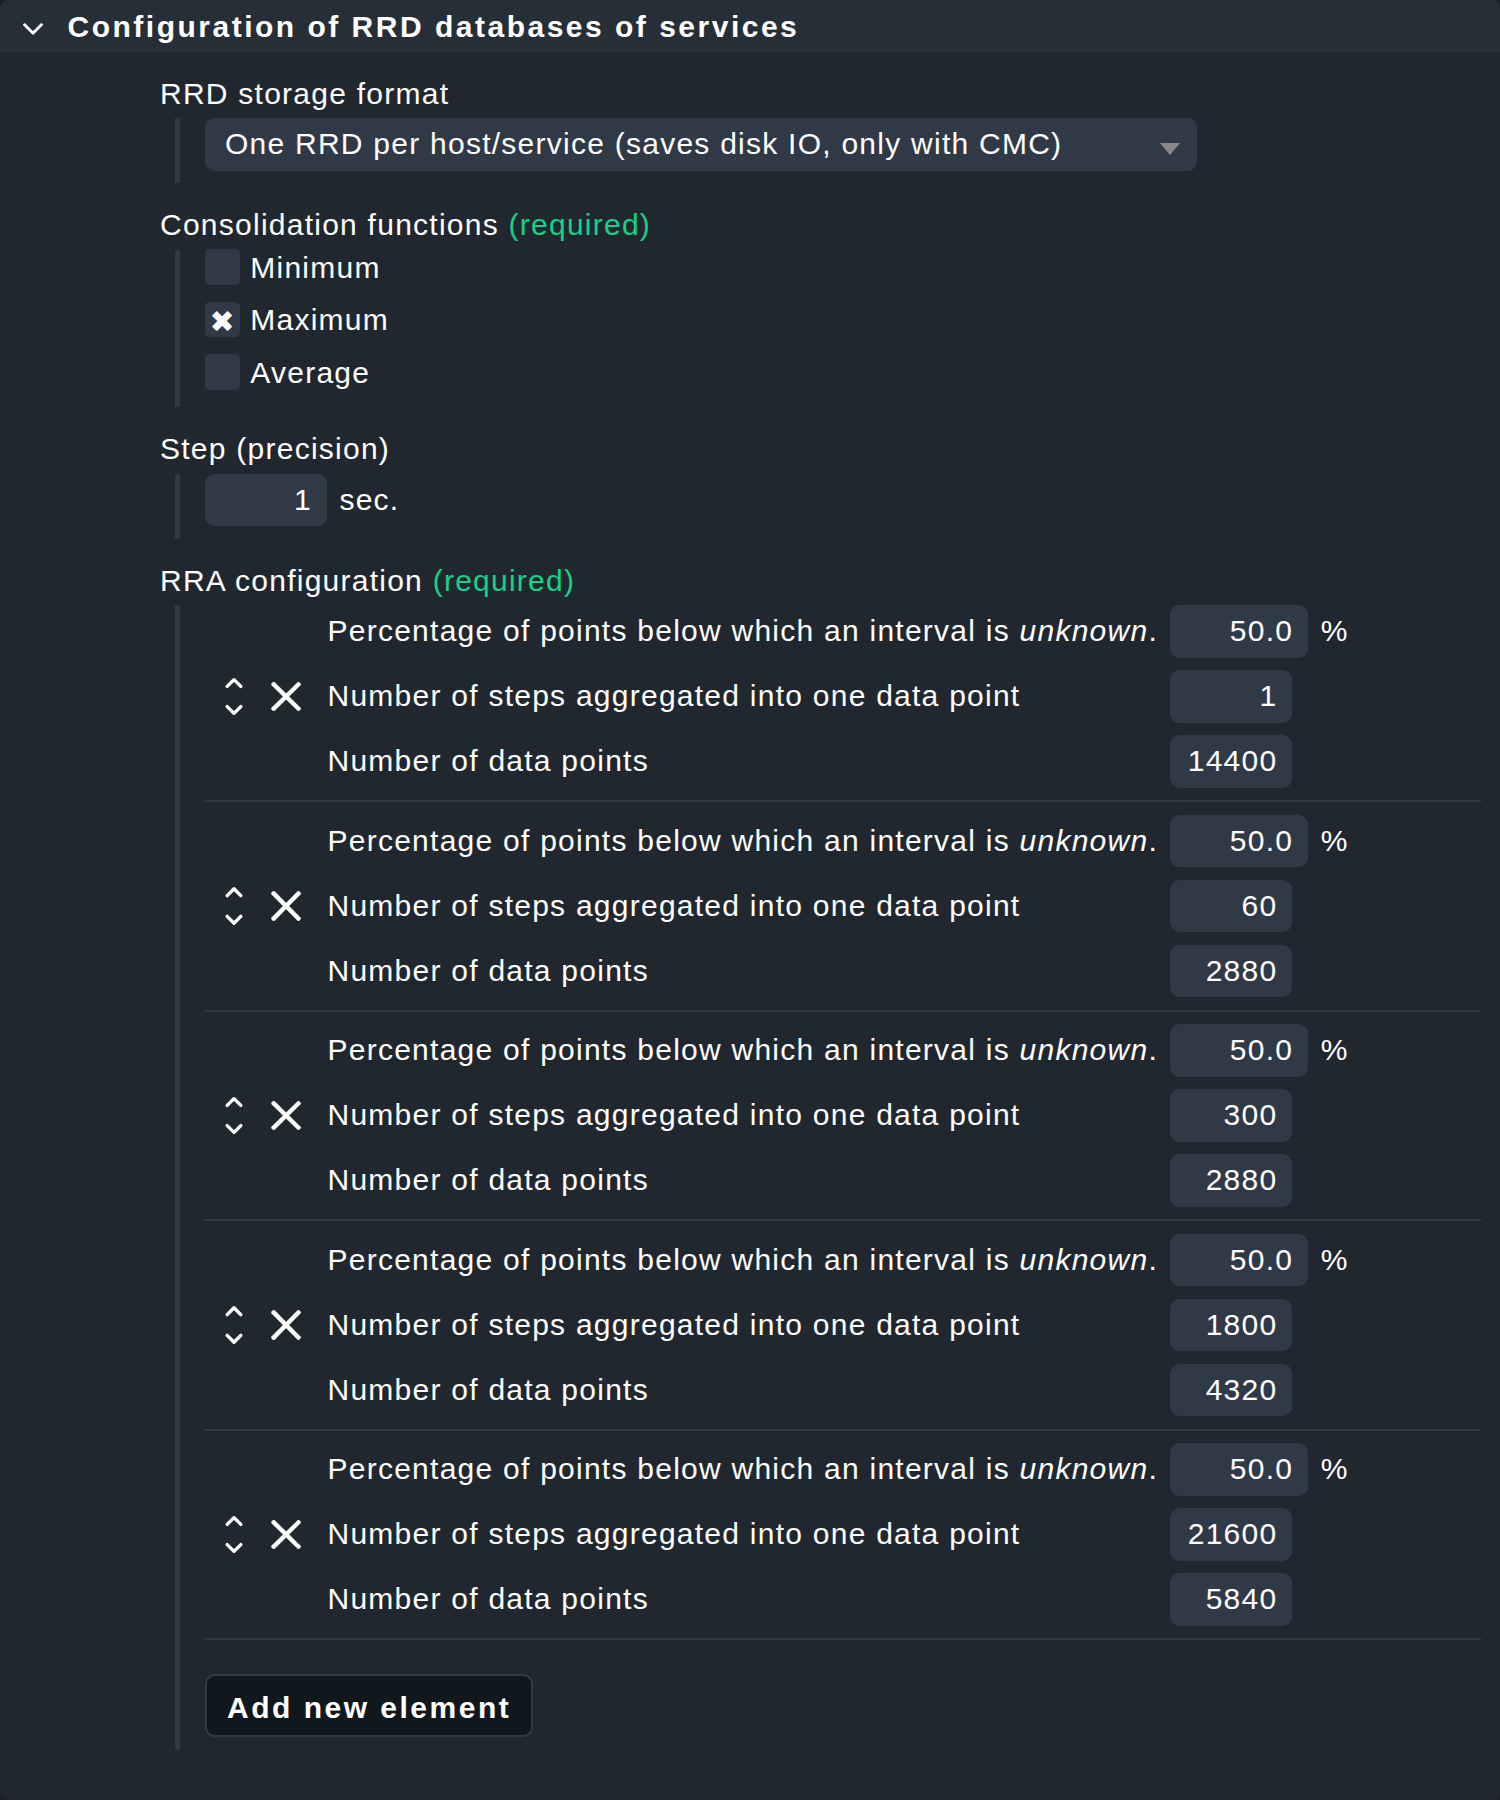 Configuration of RRD databases of services
RRD storage format
One RRD per host/service (saves disk IO, only with CMC)
Consolidation functions (required)
Minimum
Maximum
Average
Step (precision)
1 sec.
RRA configuration (required)
Percentage of points below which an interval is unknown. 50.0 %
Number of steps aggregated into one data point 1
Number of data points 14400
Percentage of points below which an interval is unknown. 50.0 %
Number of steps aggregated into one data point 60
Number of data points 2880
Percentage of points below which an interval is unknown. 50.0 %
Number of steps aggregated into one data point 300
Number of data points 2880
Percentage of points below which an interval is unknown. 50.0 %
Number of steps aggregated into one data point 1800
Number of data points 4320
Percentage of points below which an interval is unknown. 50.0 %
Number of steps aggregated into one data point 21600
Number of data points 5840
Add new element